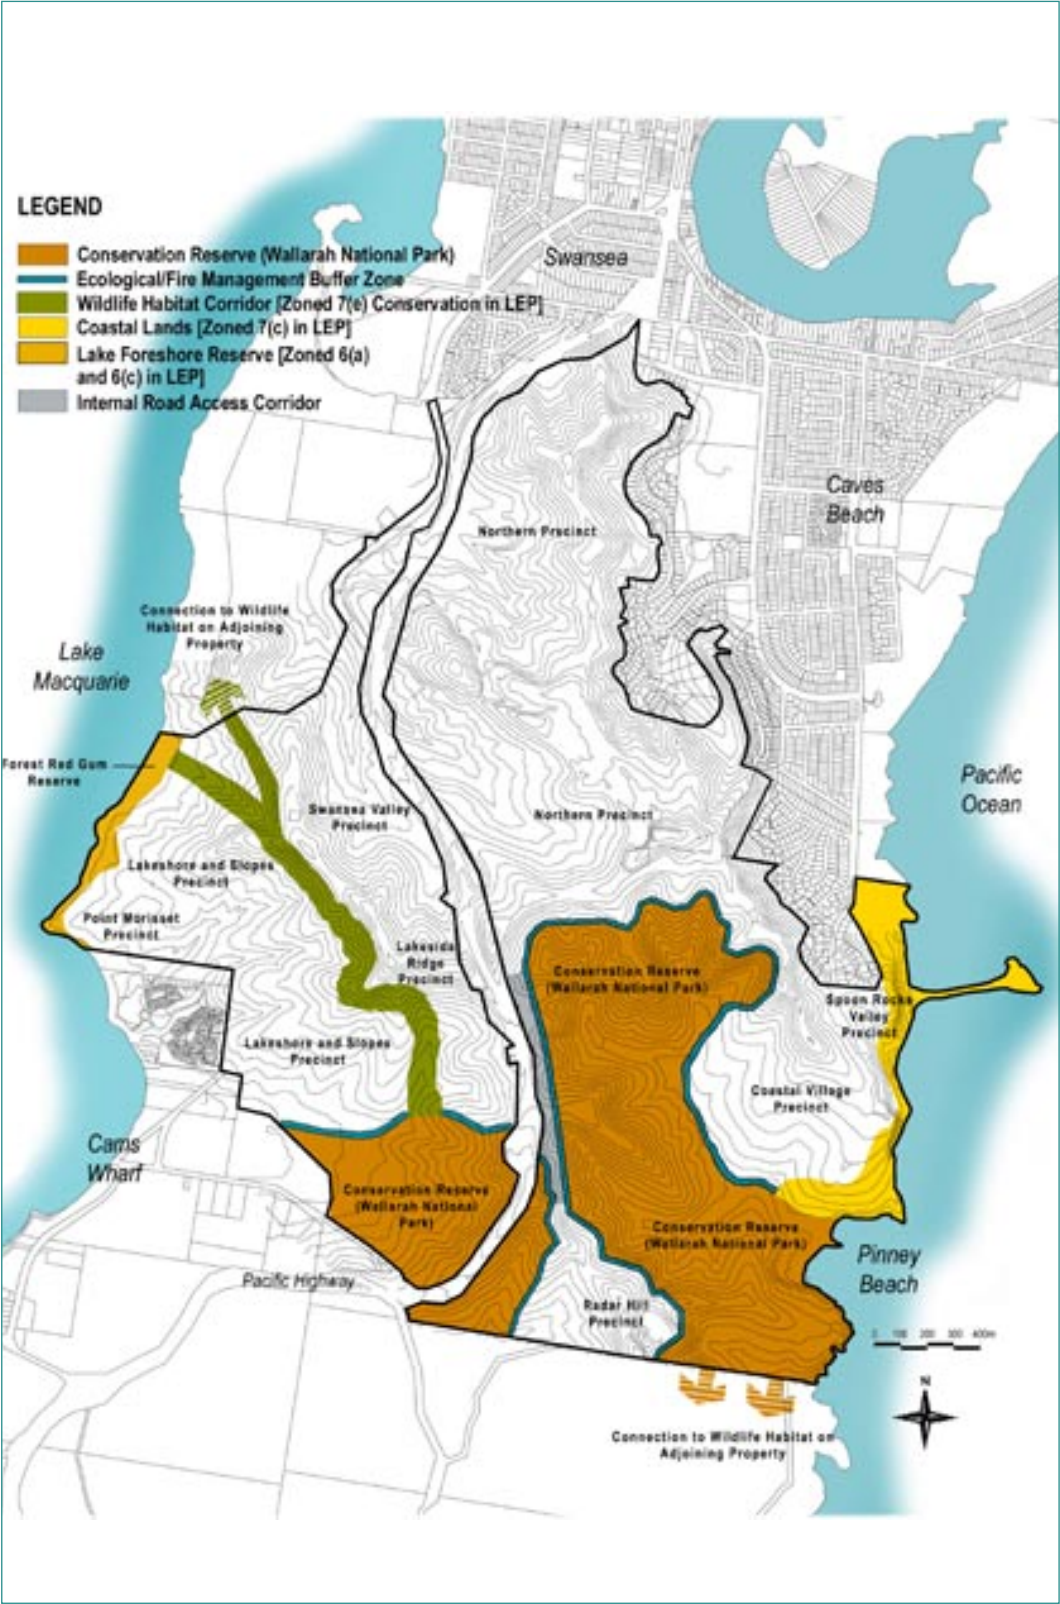 LEGEND
Conservation Reserve (Wallarah National Park)
Ecological/Fire Management Buffer Zone
Wildlife Habitat Corridor [Zoned 7(e) Conservation in LEP]
Coastal Lands [Zoned 7(c) in LEP]
Lake Foreshore Reserve [Zoned 6(a)
and 6(c) in LEP]
Internal Road Access Corridor
Swansea
Caves
Beach
Northern Precinct
Connection to Wildlife
Habitat on Adjoining
Property
Lake
Macquarie
Forest Red Gum
Reserve
Pacific
Ocean
Swansea Valley
Precinct
Northern Precinct
Lakeshore and Slopes
Precinct
Point Morisset
Precinct
Lakeside
Ridge
Precinct
Conservation Reserve
(Wallarah National Park)
Spoon Rocks
Valley
Precinct
Lakeshore and Slopes
Precinct
Coastal Village
Precinct
Cams
Wharf
Conservation Reserve
(Wallarah National
Park)
Conservation Reserve
(Wallarah National Park)
Pinney
Beach
Pacific Highway
Radar Hill
Precinct
0 100 200 300 400m
N
Connection to Wildlife Habitat on
Adjoining Property